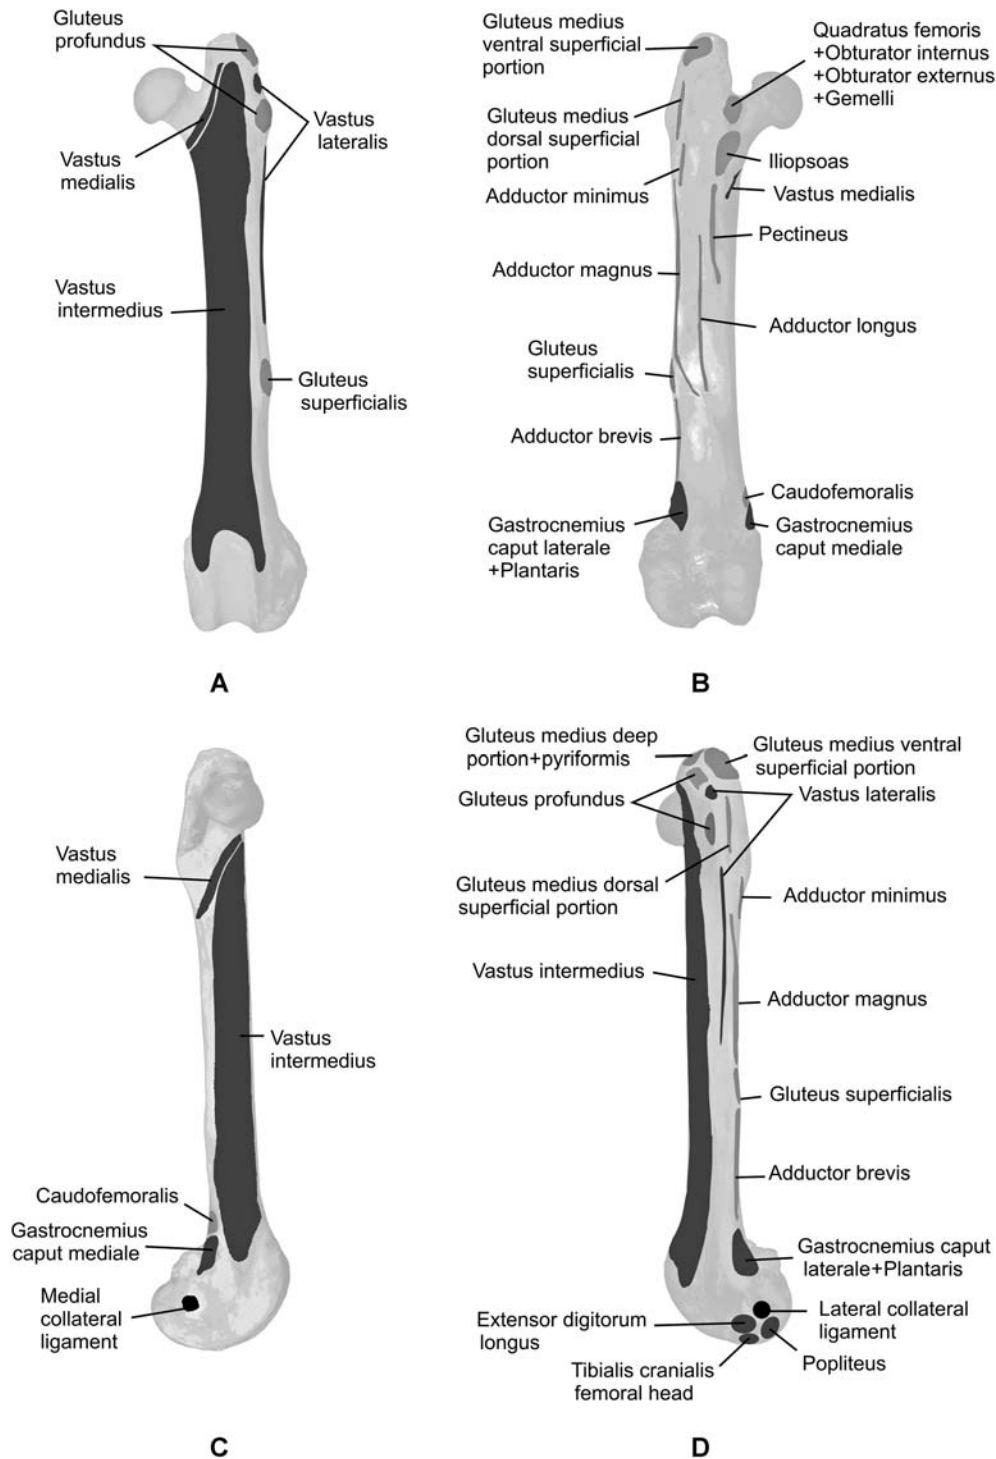 Gluteus
profundus
Vastus
lateralis
Vastus
medialis
Vastus
intermedius
Gluteus
superficialis
A
Gluteus medius
ventral superficial
portion
Quadratus femoris
+Obturator internus
+Obturator externus
+Gemelli
Gluteus medius
dorsal superficial
portion
Iliopsoas
Adductor minimus
Vastus medialis
Pectineus
Adductor magnus
Adductor longus
Gluteus
superficialis
Adductor brevis
Caudofemoralis
Gastrocnemius
caput laterale
+Plantaris
Gastrocnemius
caput mediale
B
Vastus
medialis
Vastus
intermedius
Caudofemoralis
Gastrocnemius
caput mediale
Medial
collateral
ligament
C
Gluteus medius deep
portion+pyriformis
Gluteus medius ventral
superficial portion
Gluteus profundus
Vastus lateralis
Gluteus medius dorsal
superficial portion
Adductor minimus
Vastus intermedius
Adductor magnus
Gluteus superficialis
Adductor brevis
Gastrocnemius caput
laterale+Plantaris
Extensor digitorum
longus
Lateral collateral
ligament
Tibialis cranialis
femoral head
Popliteus
D